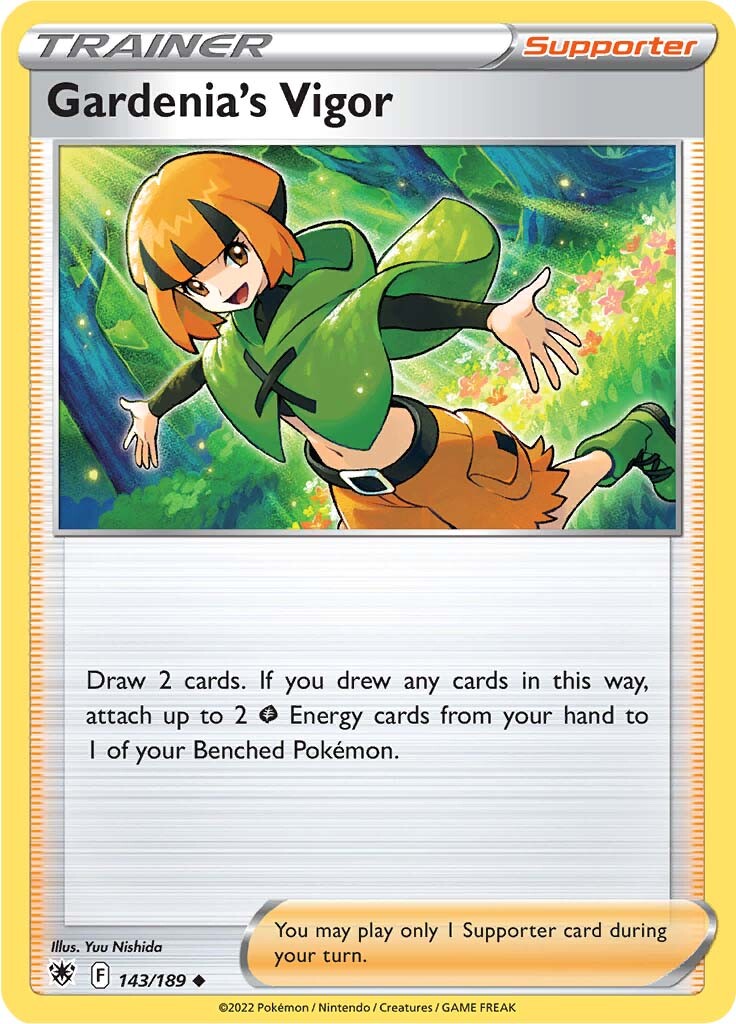 TRAINER Supporter
Gardenia's Vigor
Draw 2 cards. If you drew any cards in this way,
attach up to 2 Energy cards from your hand to
1 of your Benched Pokémon.
You may play only 1 Supporter card during
your turn.
Illus. Yuu Nishida
F 143/189
©2022 Pokémon / Nintendo / Creatures / GAME FREAK